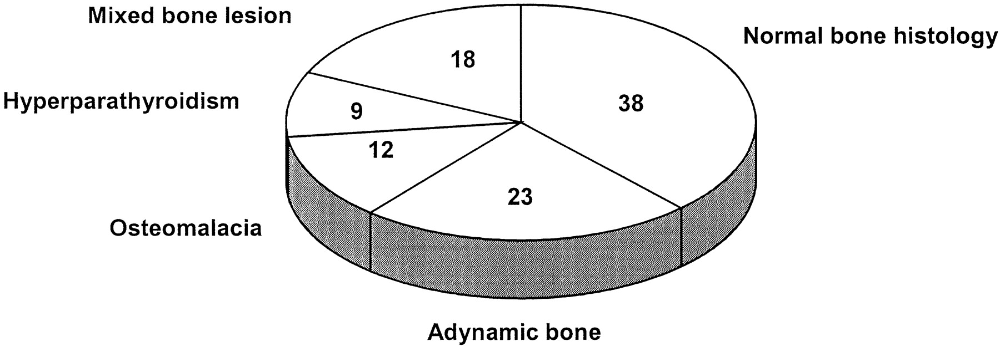 Mixed bone lesion
Normal bone histology
18
38
Hyperparathyroidism
9
12
23
Osteomalacia
Adynamic bone